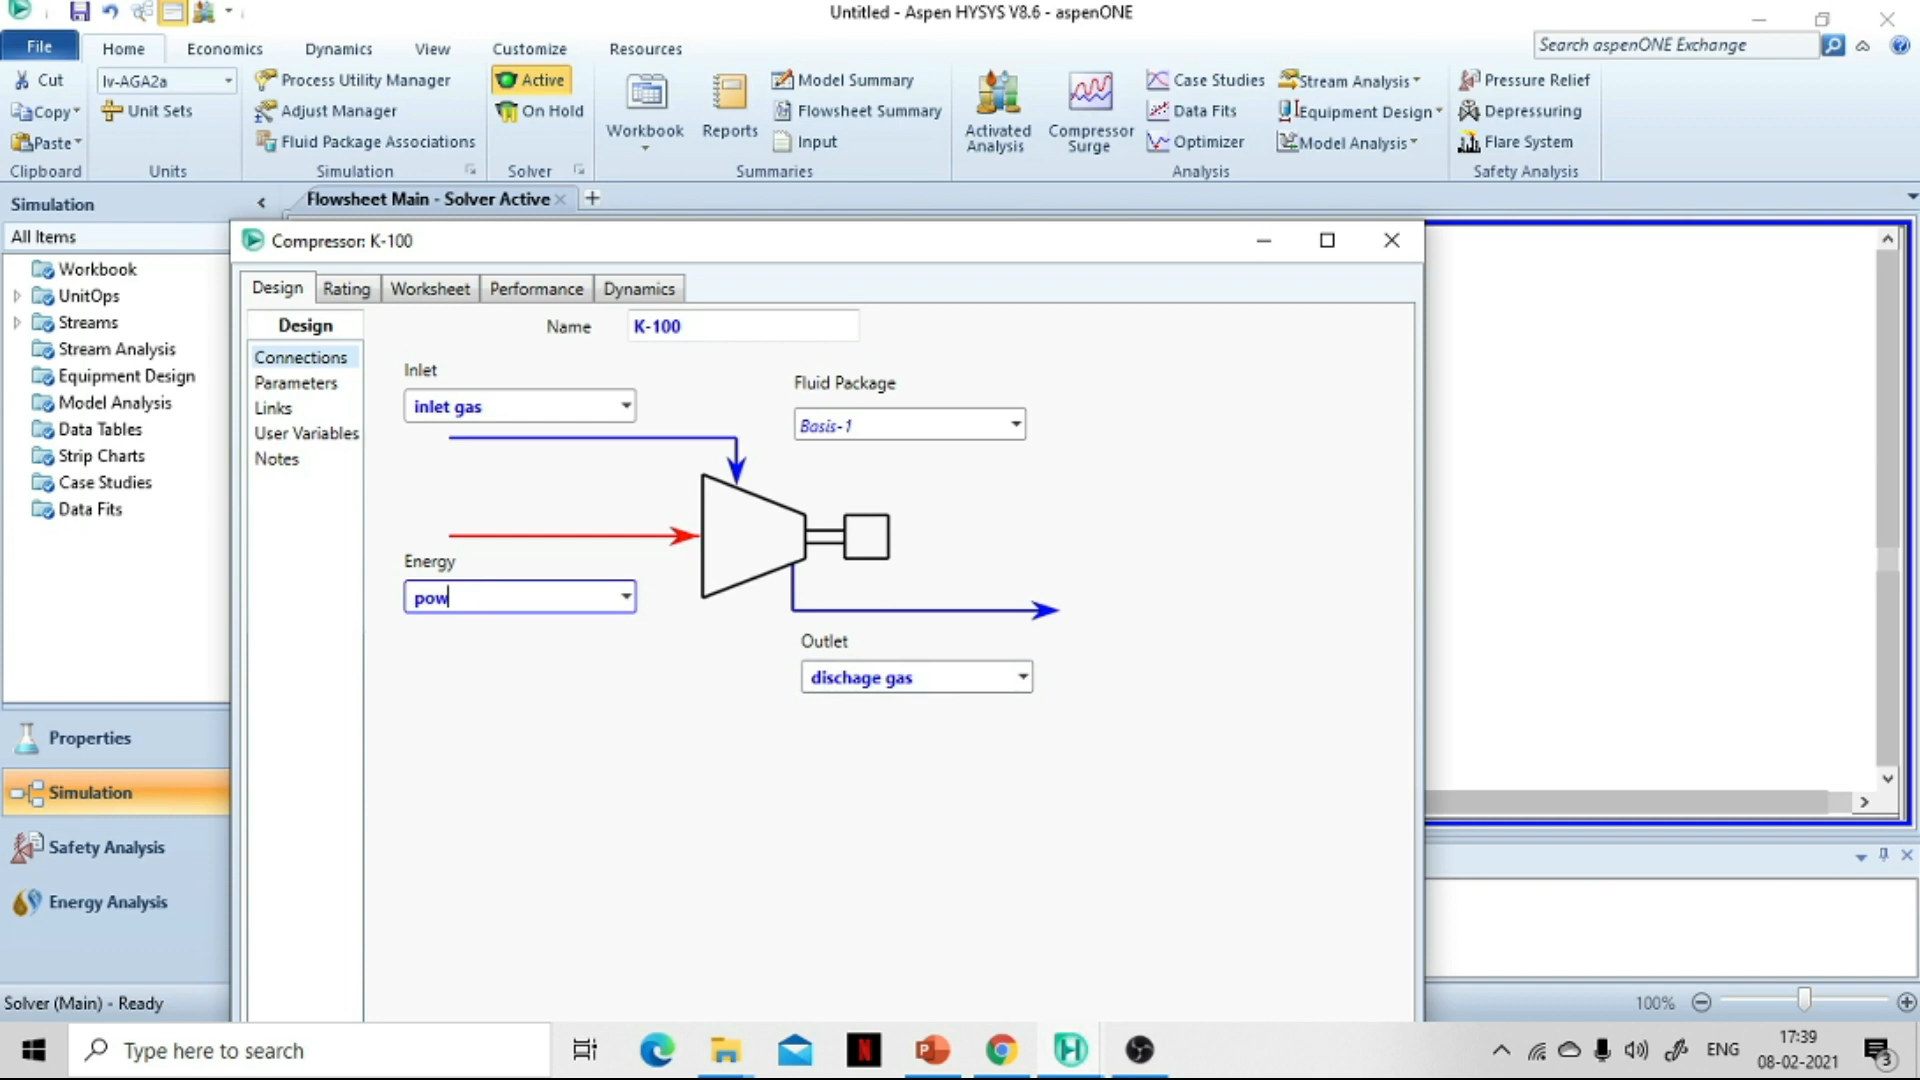 Untitled - Aspen HYSYS V8.6 - aspenONE
File Home Economics Dynamics View Customize Resources
Search aspenONE Exchange
Cut
Copy
Paste
Clipboard
lv-AGA2a
Unit Sets
Units
Process Utility Manager
Adjust Manager
Fluid Package Associations
Simulation
Active
On Hold
Solver
Workbook
Reports
Model Summary
Flowsheet Summary
Input
Summaries
Activated
Analysis
Compressor
Surge
Case Studies
Data Fits
Optimizer
Stream Analysis
Equipment Design
Model Analysis
Analysis
Pressure Relief
Depressuring
Flare System
Safety Analysis
Simulation
Flowsheet Main - Solver Active
All Items
Workbook
UnitOps
Streams
Stream Analysis
Equipment Design
Model Analysis
Data Tables
Strip Charts
Case Studies
Data Fits
Properties
Simulation
Safety Analysis
Energy Analysis
Compressor: K-100
Design Rating Worksheet Performance Dynamics
Design
Connections
Parameters
Links
User Variables
Notes
Name K-100
Inlet
inlet gas
Fluid Package
Basis-1
Energy
pow
Outlet
dischage gas
Solver (Main) - Ready
100%
Type here to search
N
P
ENG
17:39
08-02-2021
3